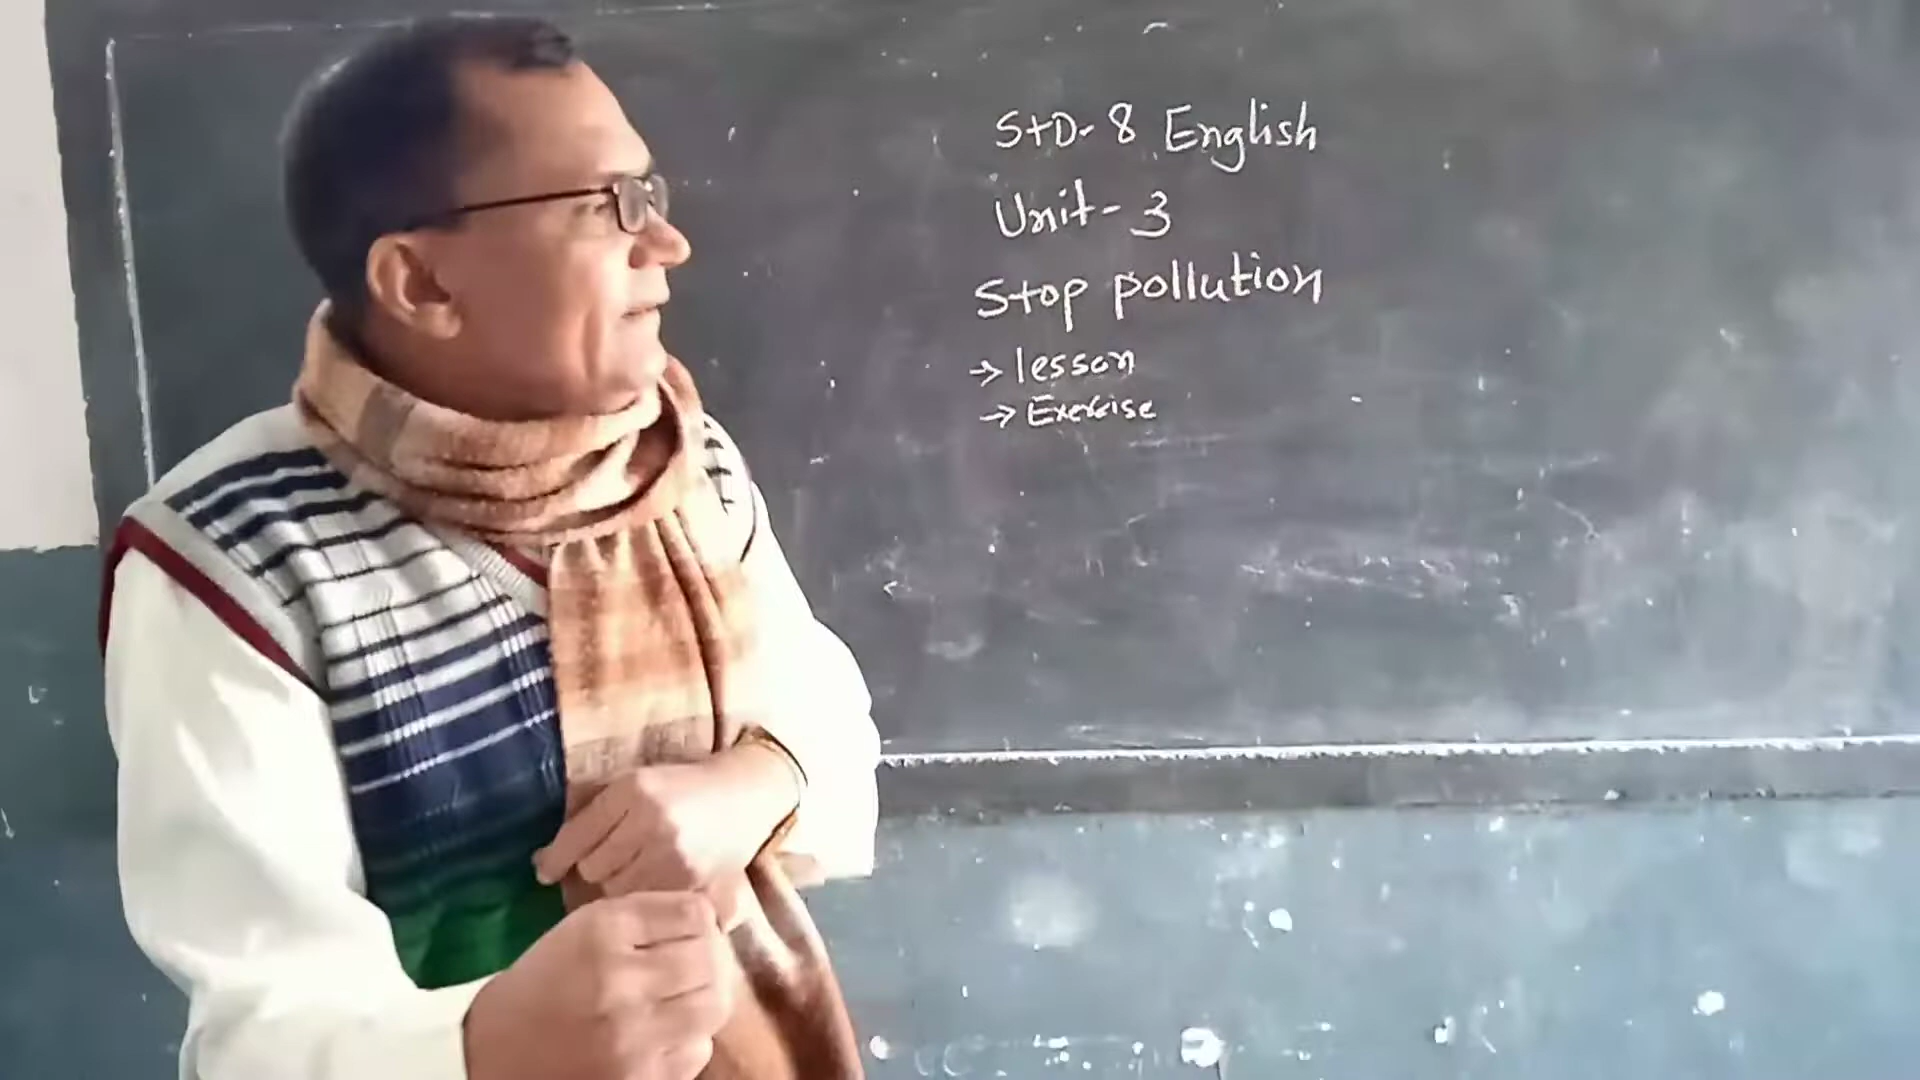 STD-8 English
Unit-3
Stop pollution
→ lesson
→ Exercise